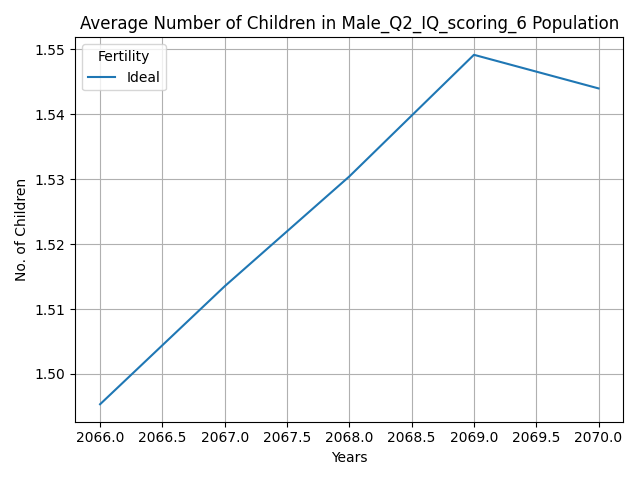 Average Number of Children in Male_Q2_IQ_scoring_6 Population
Fertility
Ideal
No. of Children
1.55
1.54
1.53
1.52
1.51
1.50
2066.0 2066.5 2067.0 2067.5 2068.0 2068.5 2069.0 2069.5 2070.0
Years